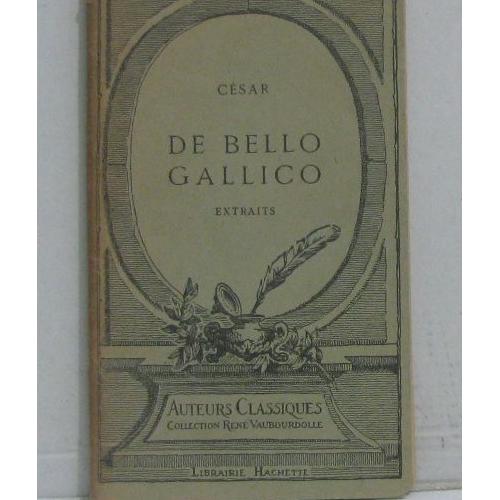 CÉSAR
DE BELLO
GALLICO
EXTRAITS
AUTEURS CLASSIQUES
COLLECTION RENÉ VAUBOURDOLLE
LIBRAIRIE HACHETTE